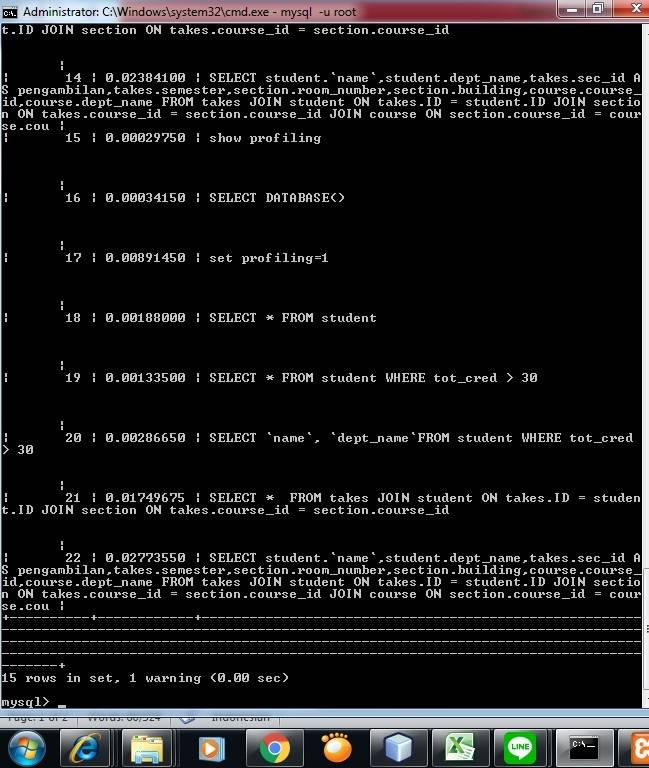 Administrator: C:\Windows\system32\cmd.exe - mysql -u root
t.ID JOIN section ON takes.course_id = section.course_id
¦
¦ 14 ¦ 0.02384100 ¦ SELECT student.`name`,student.dept_name,takes.sec_id A
S pengambilan,takes.semester,section.room_number,section.building,course.course_
id,course.dept_name FROM takes JOIN student ON takes.ID = student.ID JOIN sectio
n ON takes.course_id = section.course_id JOIN course ON section.course_id = cour
se.cou ¦
¦ 15 ¦ 0.00029750 ¦ show profiling
¦
¦ 16 ¦ 0.00034150 ¦ SELECT DATABASE()
¦
¦ 17 ¦ 0.00891450 ¦ set profiling=1
¦
¦ 18 ¦ 0.00188000 ¦ SELECT * FROM student
¦
¦ 19 ¦ 0.00133500 ¦ SELECT * FROM student WHERE tot_cred > 30
¦
¦ 20 ¦ 0.00286650 ¦ SELECT `name`, `dept_name`FROM student WHERE tot_cred
> 30
¦
¦ 21 ¦ 0.01749675 ¦ SELECT *  FROM takes JOIN student ON takes.ID = studen
t.ID JOIN section ON takes.course_id = section.course_id
¦
¦ 22 ¦ 0.02773550 ¦ SELECT student.`name`,student.dept_name,takes.sec_id A
S pengambilan,takes.semester,section.room_number,section.building,course.course_
id,course.dept_name FROM takes JOIN student ON takes.ID = student.ID JOIN sectio
n ON takes.course_id = section.course_id JOIN course ON section.course_id = cour
se.cou ¦
15 rows in set, 1 warning (0.00 sec)
mysql> _
Page: 1 of 2 Words: 60/324 Indonesian
LINE
C:\_